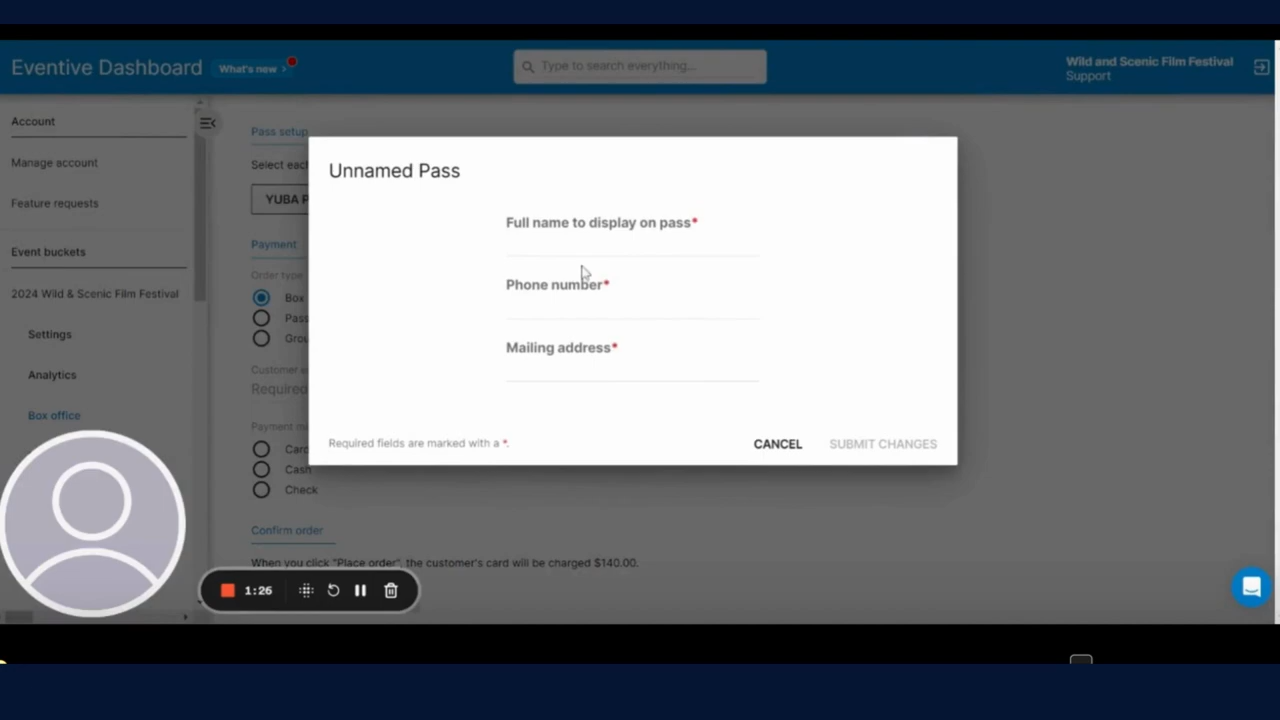 Eventive Dashboard
What's new >
Type to search everything...
Wild and Scenic Film Festival
Support
Account
Manage account
Feature requests
Event buckets
2024 Wild & Scenic Film Festival
Settings
Analytics
Box office
Pass setup
Select each
YUBA P
Payment
Order type
Box
Pass
Grou
Customer e
Required
Payment m
Card
Cash
Check
Confirm order
When you click "Place order", the customer's card will be charged $140.00.
Unnamed Pass
Full name to display on pass*
Phone number*
Mailing address*
Required fields are marked with a *.
CANCEL
SUBMIT CHANGES
1:26